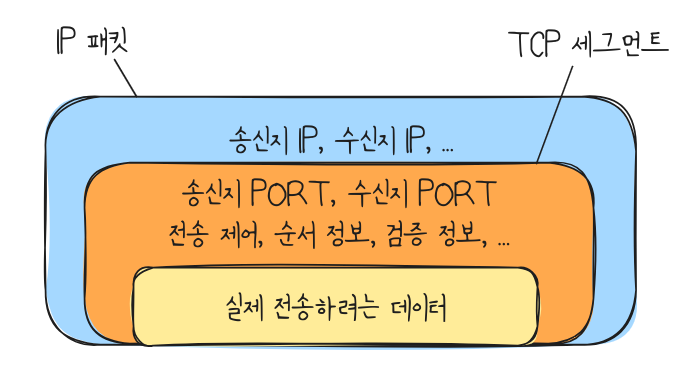 IP 패킷
TCP 세그먼트
송신지 IP, 수신지 IP, ...
송신지 PORT, 수신지 PORT
전송 제어, 순서 정보, 검증 정보, ...
실제 전송하려는 데이터